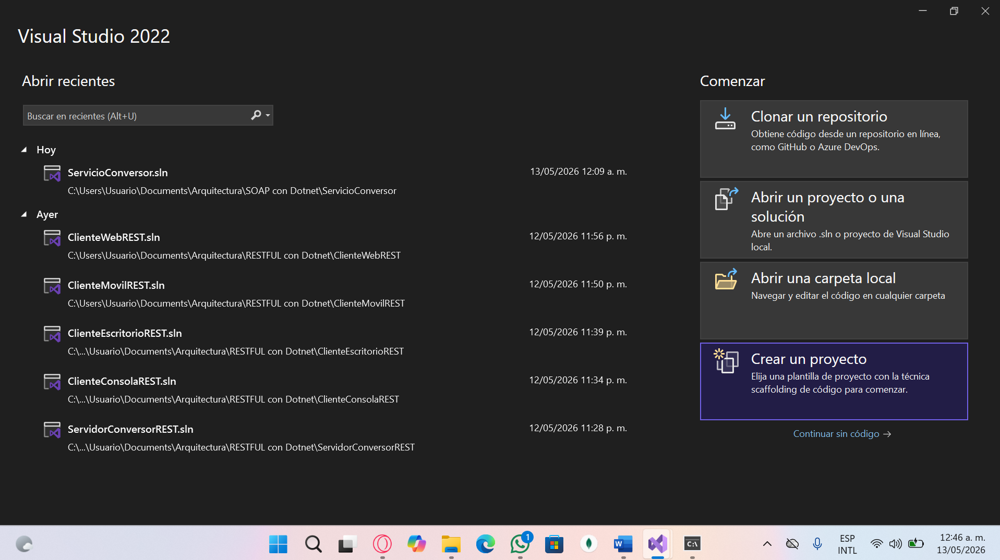 Visual Studio 2022
Abrir recientes
Buscar en recientes (Alt+U)
Hoy
ServicioConversor.sln
13/05/2026 12:09 a. m.
C:\Users\Usuario\Documents\Arquitectura\SOAP con Dotnet\ServicioConversor
Ayer
ClienteWebREST.sln
12/05/2026 11:56 p. m.
C:\Users\Usuario\Documents\Arquitectura\RESTFUL con Dotnet\ClienteWebREST
ClienteMovilREST.sln
12/05/2026 11:50 p. m.
C:\Users\Usuario\Documents\Arquitectura\RESTFUL con Dotnet\ClienteMovilREST
ClienteEscritorioREST.sln
12/05/2026 11:39 p. m.
C:\...\Usuario\Documents\Arquitectura\RESTFUL con Dotnet\ClienteEscritorioREST
ClienteConsolaREST.sln
12/05/2026 11:34 p. m.
C:\...\Usuario\Documents\Arquitectura\RESTFUL con Dotnet\ClienteConsolaREST
ServidorConversorREST.sln
12/05/2026 11:28 p. m.
C:\...\Usuario\Documents\Arquitectura\RESTFUL con Dotnet\ServidorConversorREST
Comenzar
Clonar un repositorio
Obtiene código desde un repositorio en línea,
como GitHub o Azure DevOps.
Abrir un proyecto o una
solución
Abre un archivo .sln o proyecto de Visual Studio
local.
Abrir una carpeta local
Navegar y editar el código en cualquier carpeta
Crear un proyecto
Elija una plantilla de proyecto con la técnica
scaffolding de código para comenzar.
Continuar sin código →
1
W
C:\
ESP
INTL
12:46 a. m.
13/05/2026